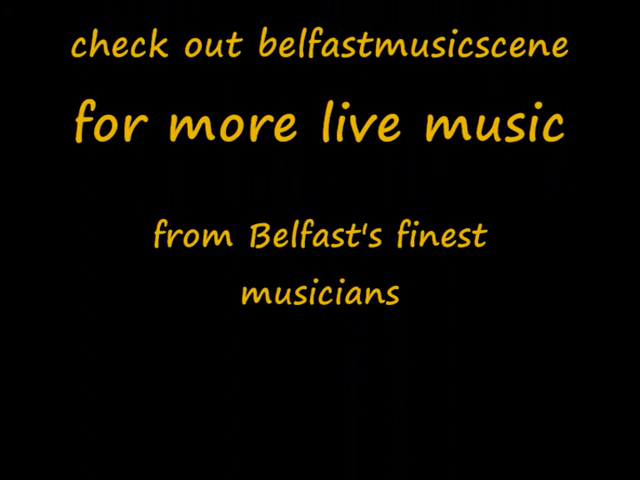 check out belfastmusicscene
for more live music
from Belfast's finest
musicians